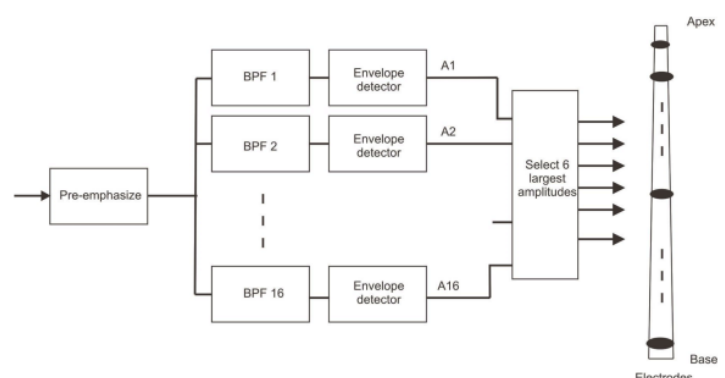 Apex
BPF 1
Envelope
detector
A1
BPF 2
Envelope
detector
A2
Pre-emphasize
Select 6
largest
amplitudes
BPF 16
Envelope
detector
A16
Base
Electrodes